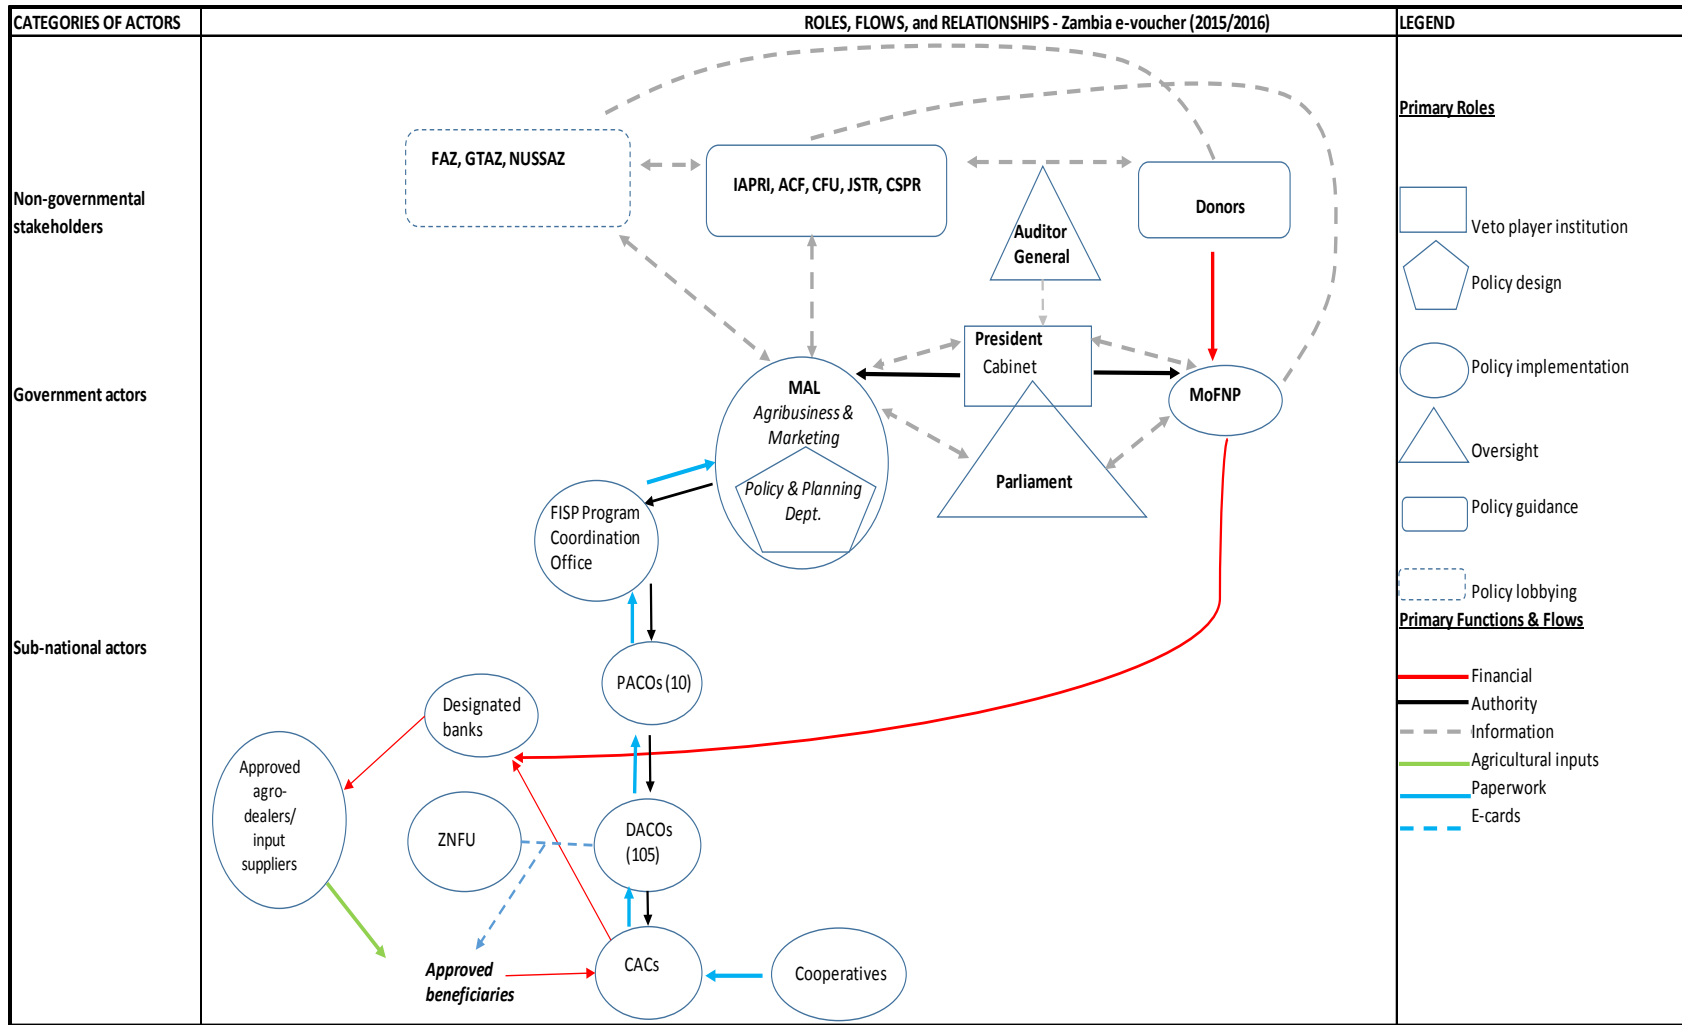 CATEGORIES OF ACTORS
ROLES, FLOWS, and RELATIONSHIPS - Zambia e-voucher (2015/2016)
LEGEND
Non-governmental
stakeholders
Government actors
Sub-national actors
FAZ, GTAZ, NUSSAZ
IAPRI, ACF, CFU, JSTR, CSPR
Auditor
General
Donors
President
Cabinet
MoFNP
MAL
Agribusiness &
Marketing
Policy & Planning
Dept.
Parliament
FISP Program
Coordination
Office
PACOs (10)
Designated
banks
Approved
agro-
dealers/
input
suppliers
ZNFU
DACOs
(105)
Approved
beneficiaries
CACs
Cooperatives
Primary Roles
Veto player institution
Policy design
Policy implementation
Oversight
Policy guidance
Policy lobbying
Primary Functions & Flows
Financial
Authority
Information
Agricultural inputs
Paperwork
E-cards